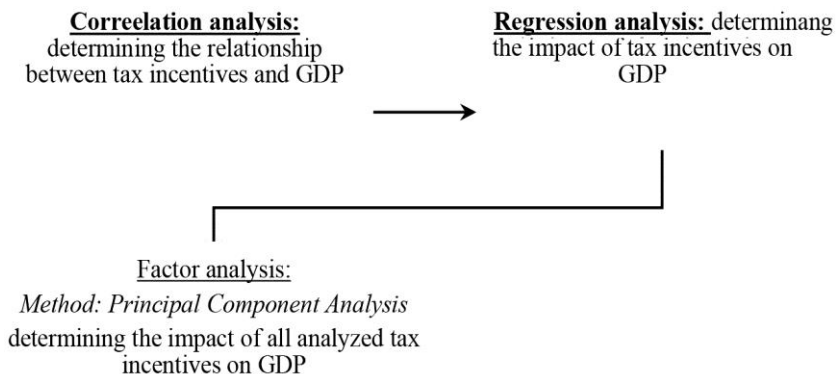 Correelation analysis:
determining the relationship
between tax incentives and GDP
Regression analysis: determinang
the impact of tax incentives on
GDP
Factor analysis:
Method: Principal Component Analysis
determining the impact of all analyzed tax
incentives on GDP